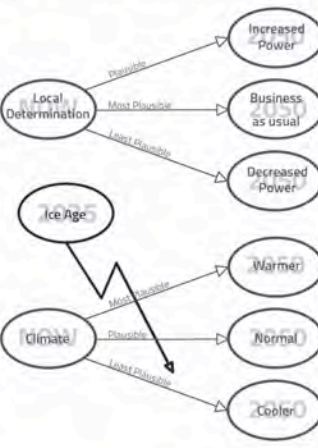 2050
Increased
Power
Plausible
NOW
Local
Determination
Most Plausible
2050
Business
as usual
Least Plausible
2050
Decreased
Power
2035
Ice Age
2050
Warmer
Most Plausible
NOW
Climate
Plausible
2050
Normal
Least Plausible
2050
Cooler